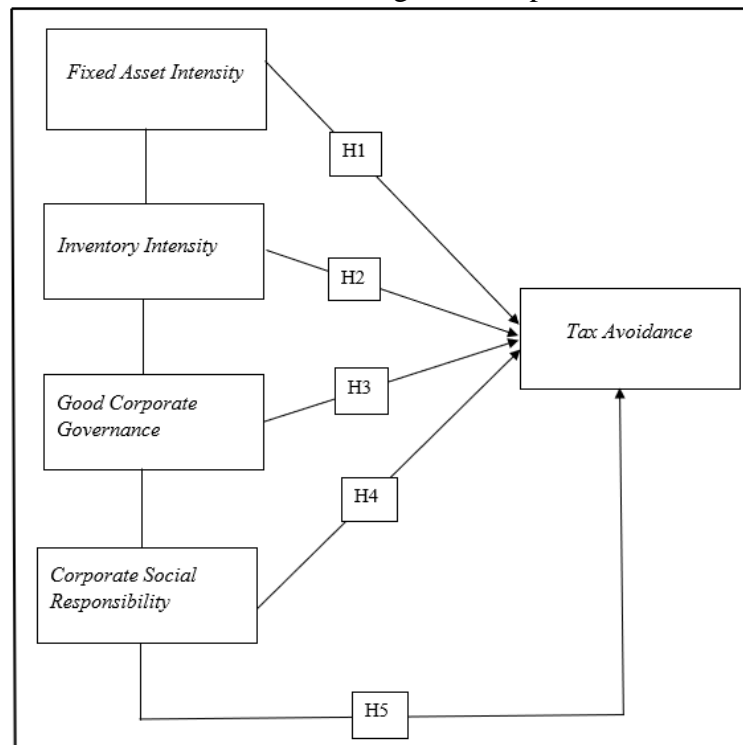 Fixed Asset Intensity
H1
Inventory Intensity
H2
Tax Avoidance
H3
Good Corporate
Governance
H4
Corporate Social
Responsibility
H5